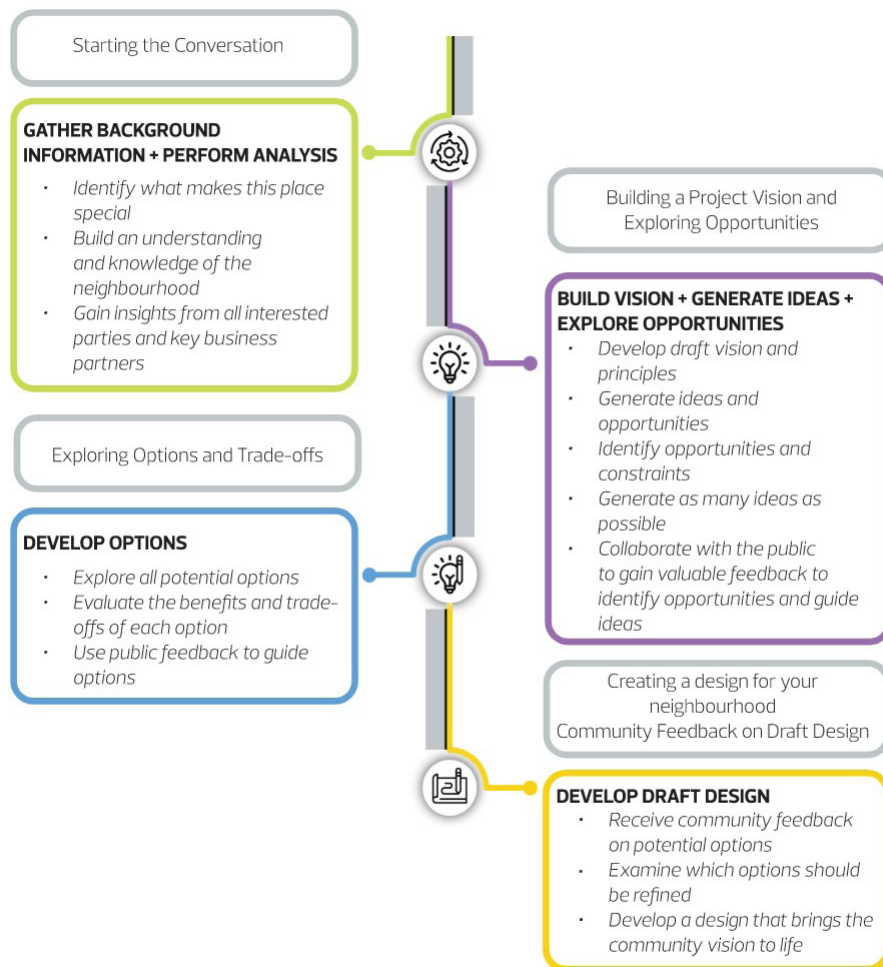 Starting the Conversation
GATHER BACKGROUND
INFORMATION + PERFORM ANALYSIS
• Identify what makes this place
special
• Build an understanding
and knowledge of the
neighbourhood
• Gain insights from all interested
parties and key business
partners
Building a Project Vision and
Exploring Opportunities
BUILD VISION + GENERATE IDEAS +
EXPLORE OPPORTUNITIES
• Develop draft vision and
principles
• Generate ideas and
opportunities
• Identify opportunities and
constraints
• Generate as many ideas as
possible
• Collaborate with the public
to gain valuable feedback to
identify opportunities and guide
ideas
Exploring Options and Trade-offs
DEVELOP OPTIONS
• Explore all potential options
• Evaluate the benefits and trade-
offs of each option
• Use public feedback to guide
options
Creating a design for your
neighbourhood
Community Feedback on Draft Design
DEVELOP DRAFT DESIGN
• Receive community feedback
on potential options
• Examine which options should
be refined
• Develop a design that brings the
community vision to life